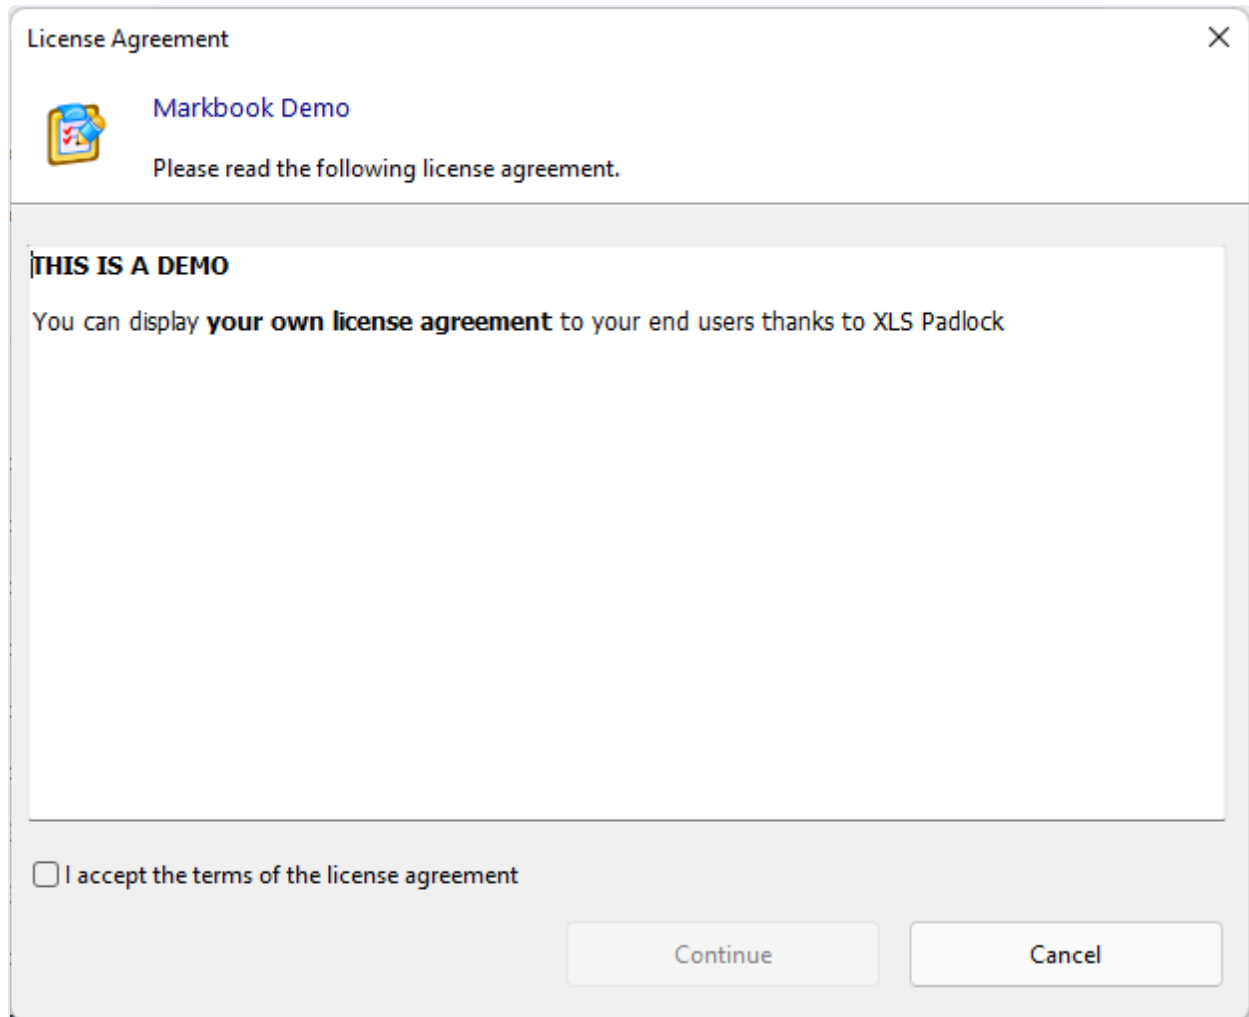 License Agreement
Markbook Demo
Please read the following license agreement.
THIS IS A DEMO
You can display your own license agreement to your end users thanks to XLS Padlock
I accept the terms of the license agreement
Continue
Cancel